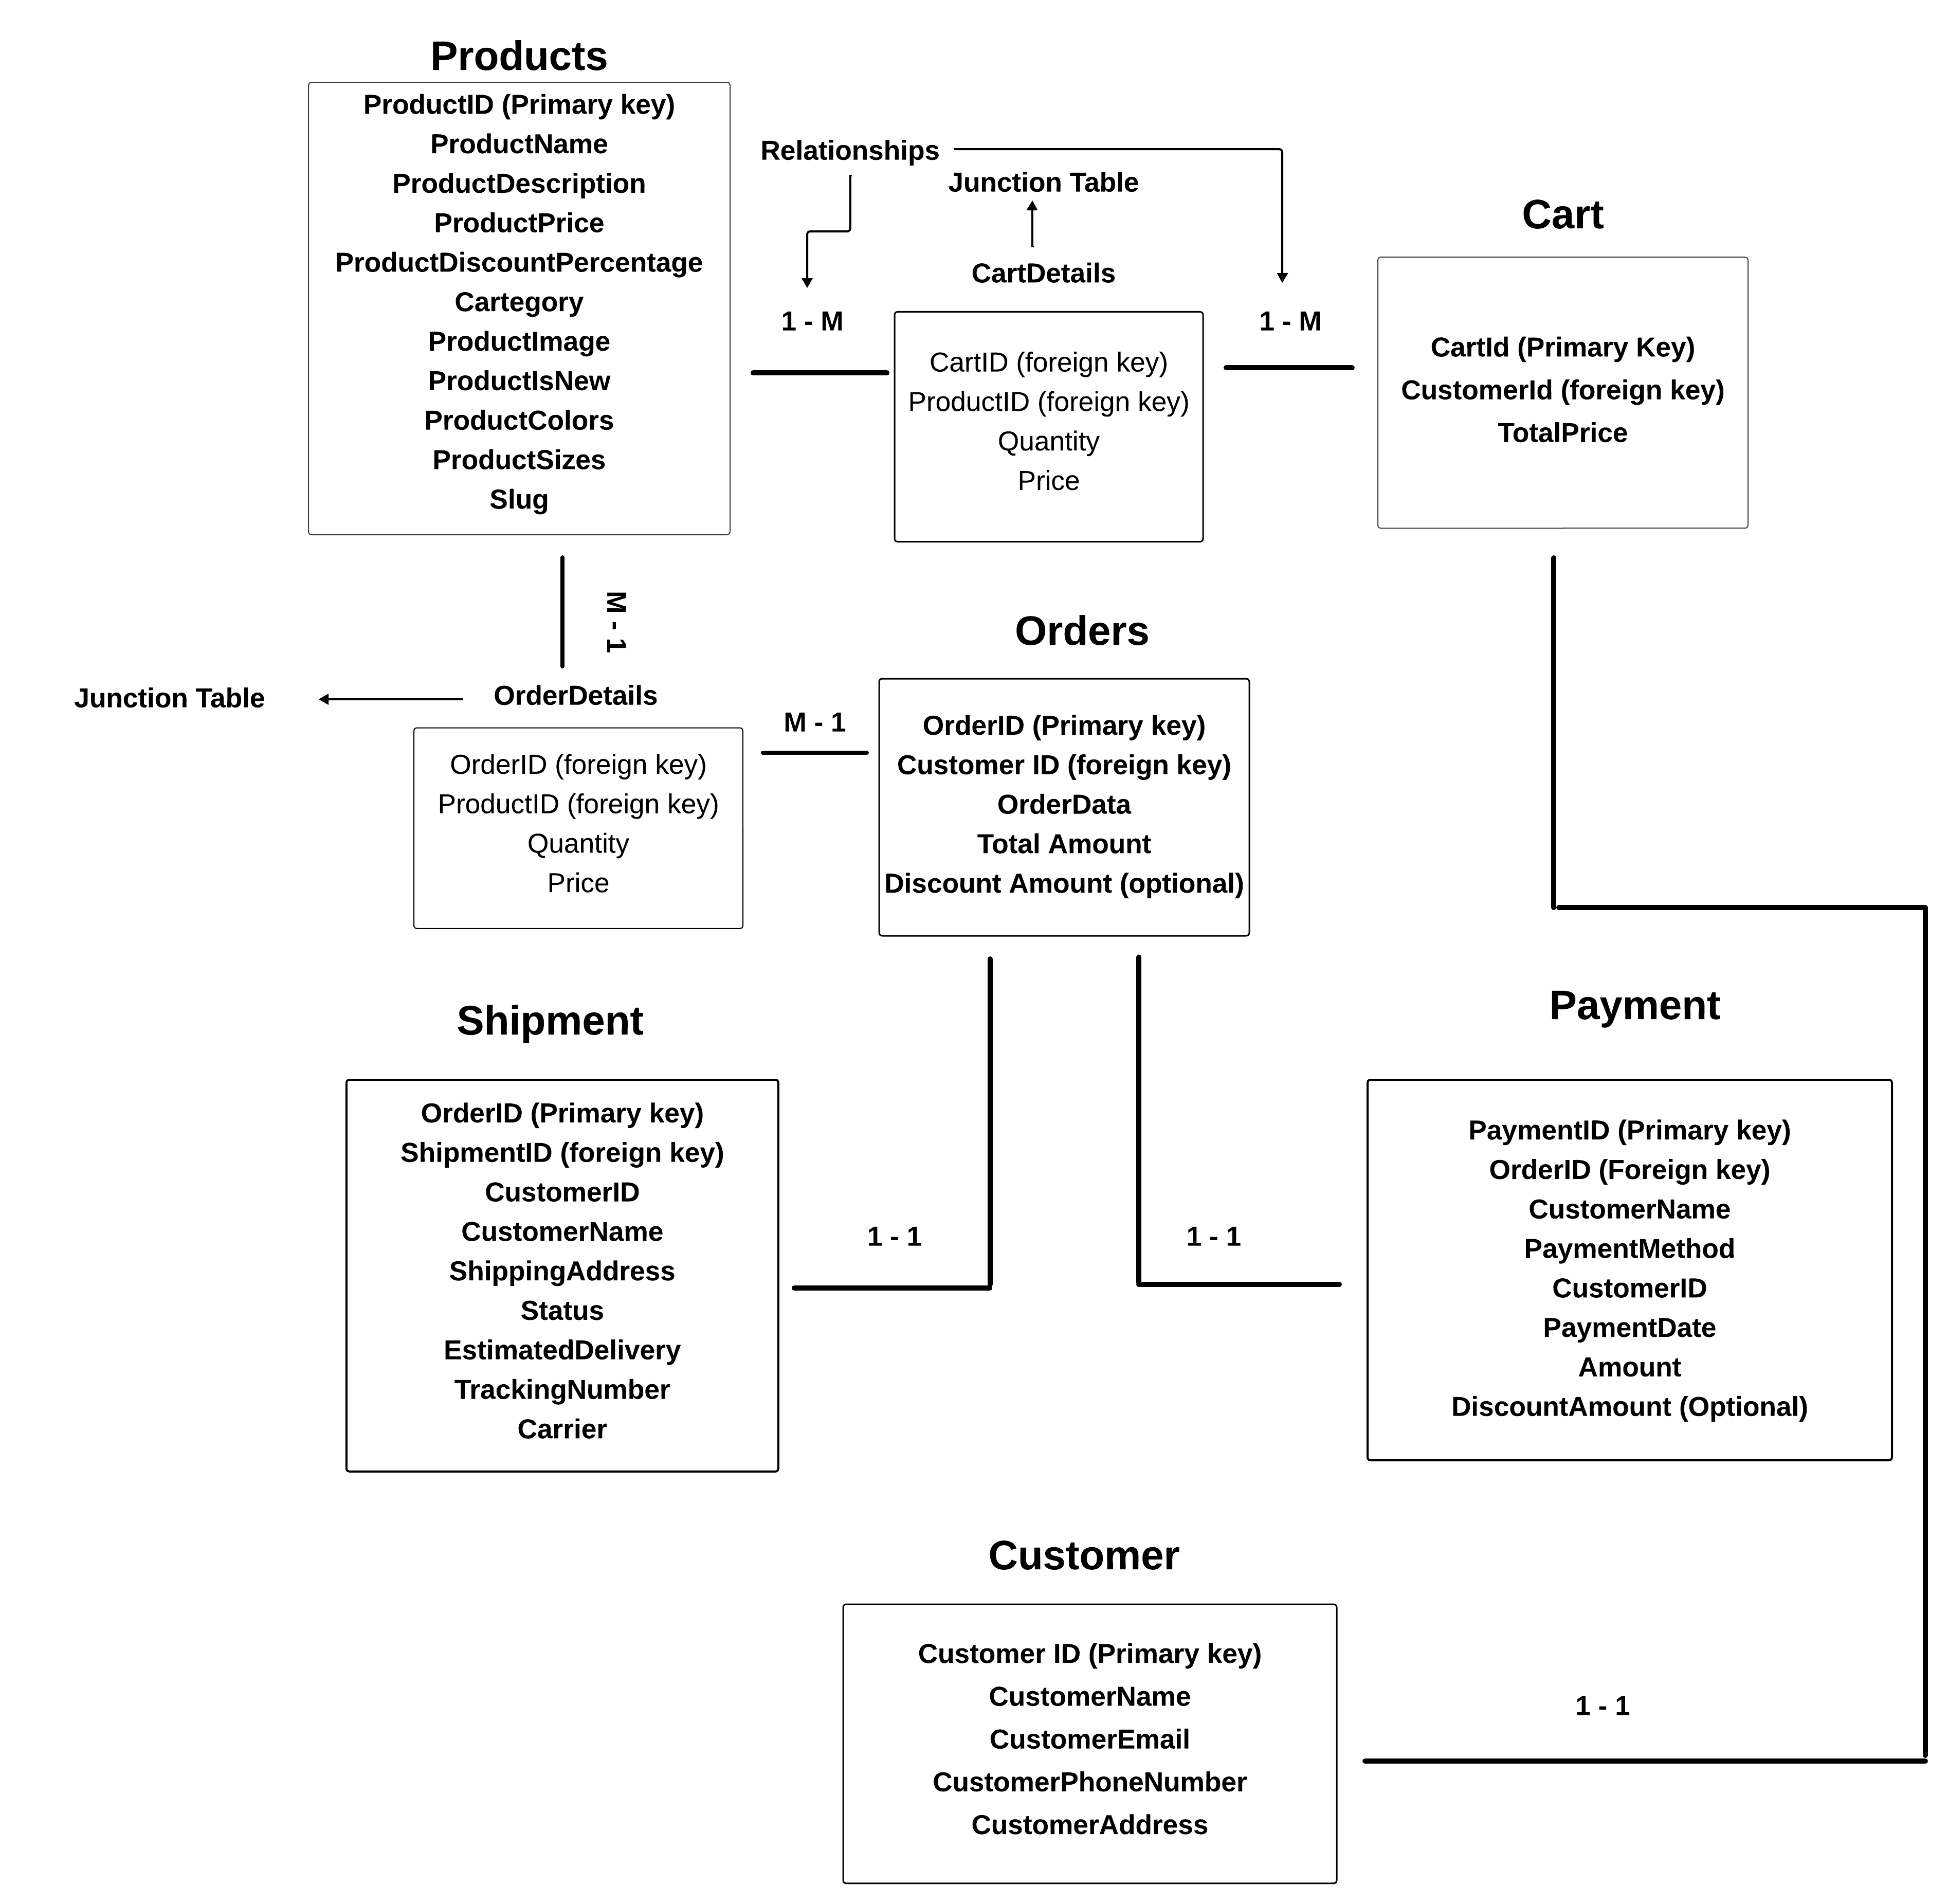 Products
ProductID (Primary key)
ProductName
ProductDescription
ProductPrice
ProductDiscountPercentage
Cartegory
ProductImage
ProductIsNew
ProductColors
ProductSizes
Slug
Relationships
Junction Table
CartDetails
1 - M
1 - M
CartID (foreign key)
ProductID (foreign key)
Quantity
Price
Cart
CartId (Primary Key)
CustomerId (foreign key)
TotalPrice
M - 1
Junction Table
OrderDetails
OrderID (foreign key)
ProductID (foreign key)
Quantity
Price
M - 1
Orders
OrderID (Primary key)
Customer ID (foreign key)
OrderData
Total Amount
Discount Amount (optional)
Shipment
OrderID (Primary key)
ShipmentID (foreign key)
CustomerID
CustomerName
ShippingAddress
Status
EstimatedDelivery
TrackingNumber
Carrier
1 - 1
1 - 1
Payment
PaymentID (Primary key)
OrderID (Foreign key)
CustomerName
PaymentMethod
CustomerID
PaymentDate
Amount
DiscountAmount (Optional)
Customer
Customer ID (Primary key)
CustomerName
CustomerEmail
CustomerPhoneNumber
CustomerAddress
1 - 1